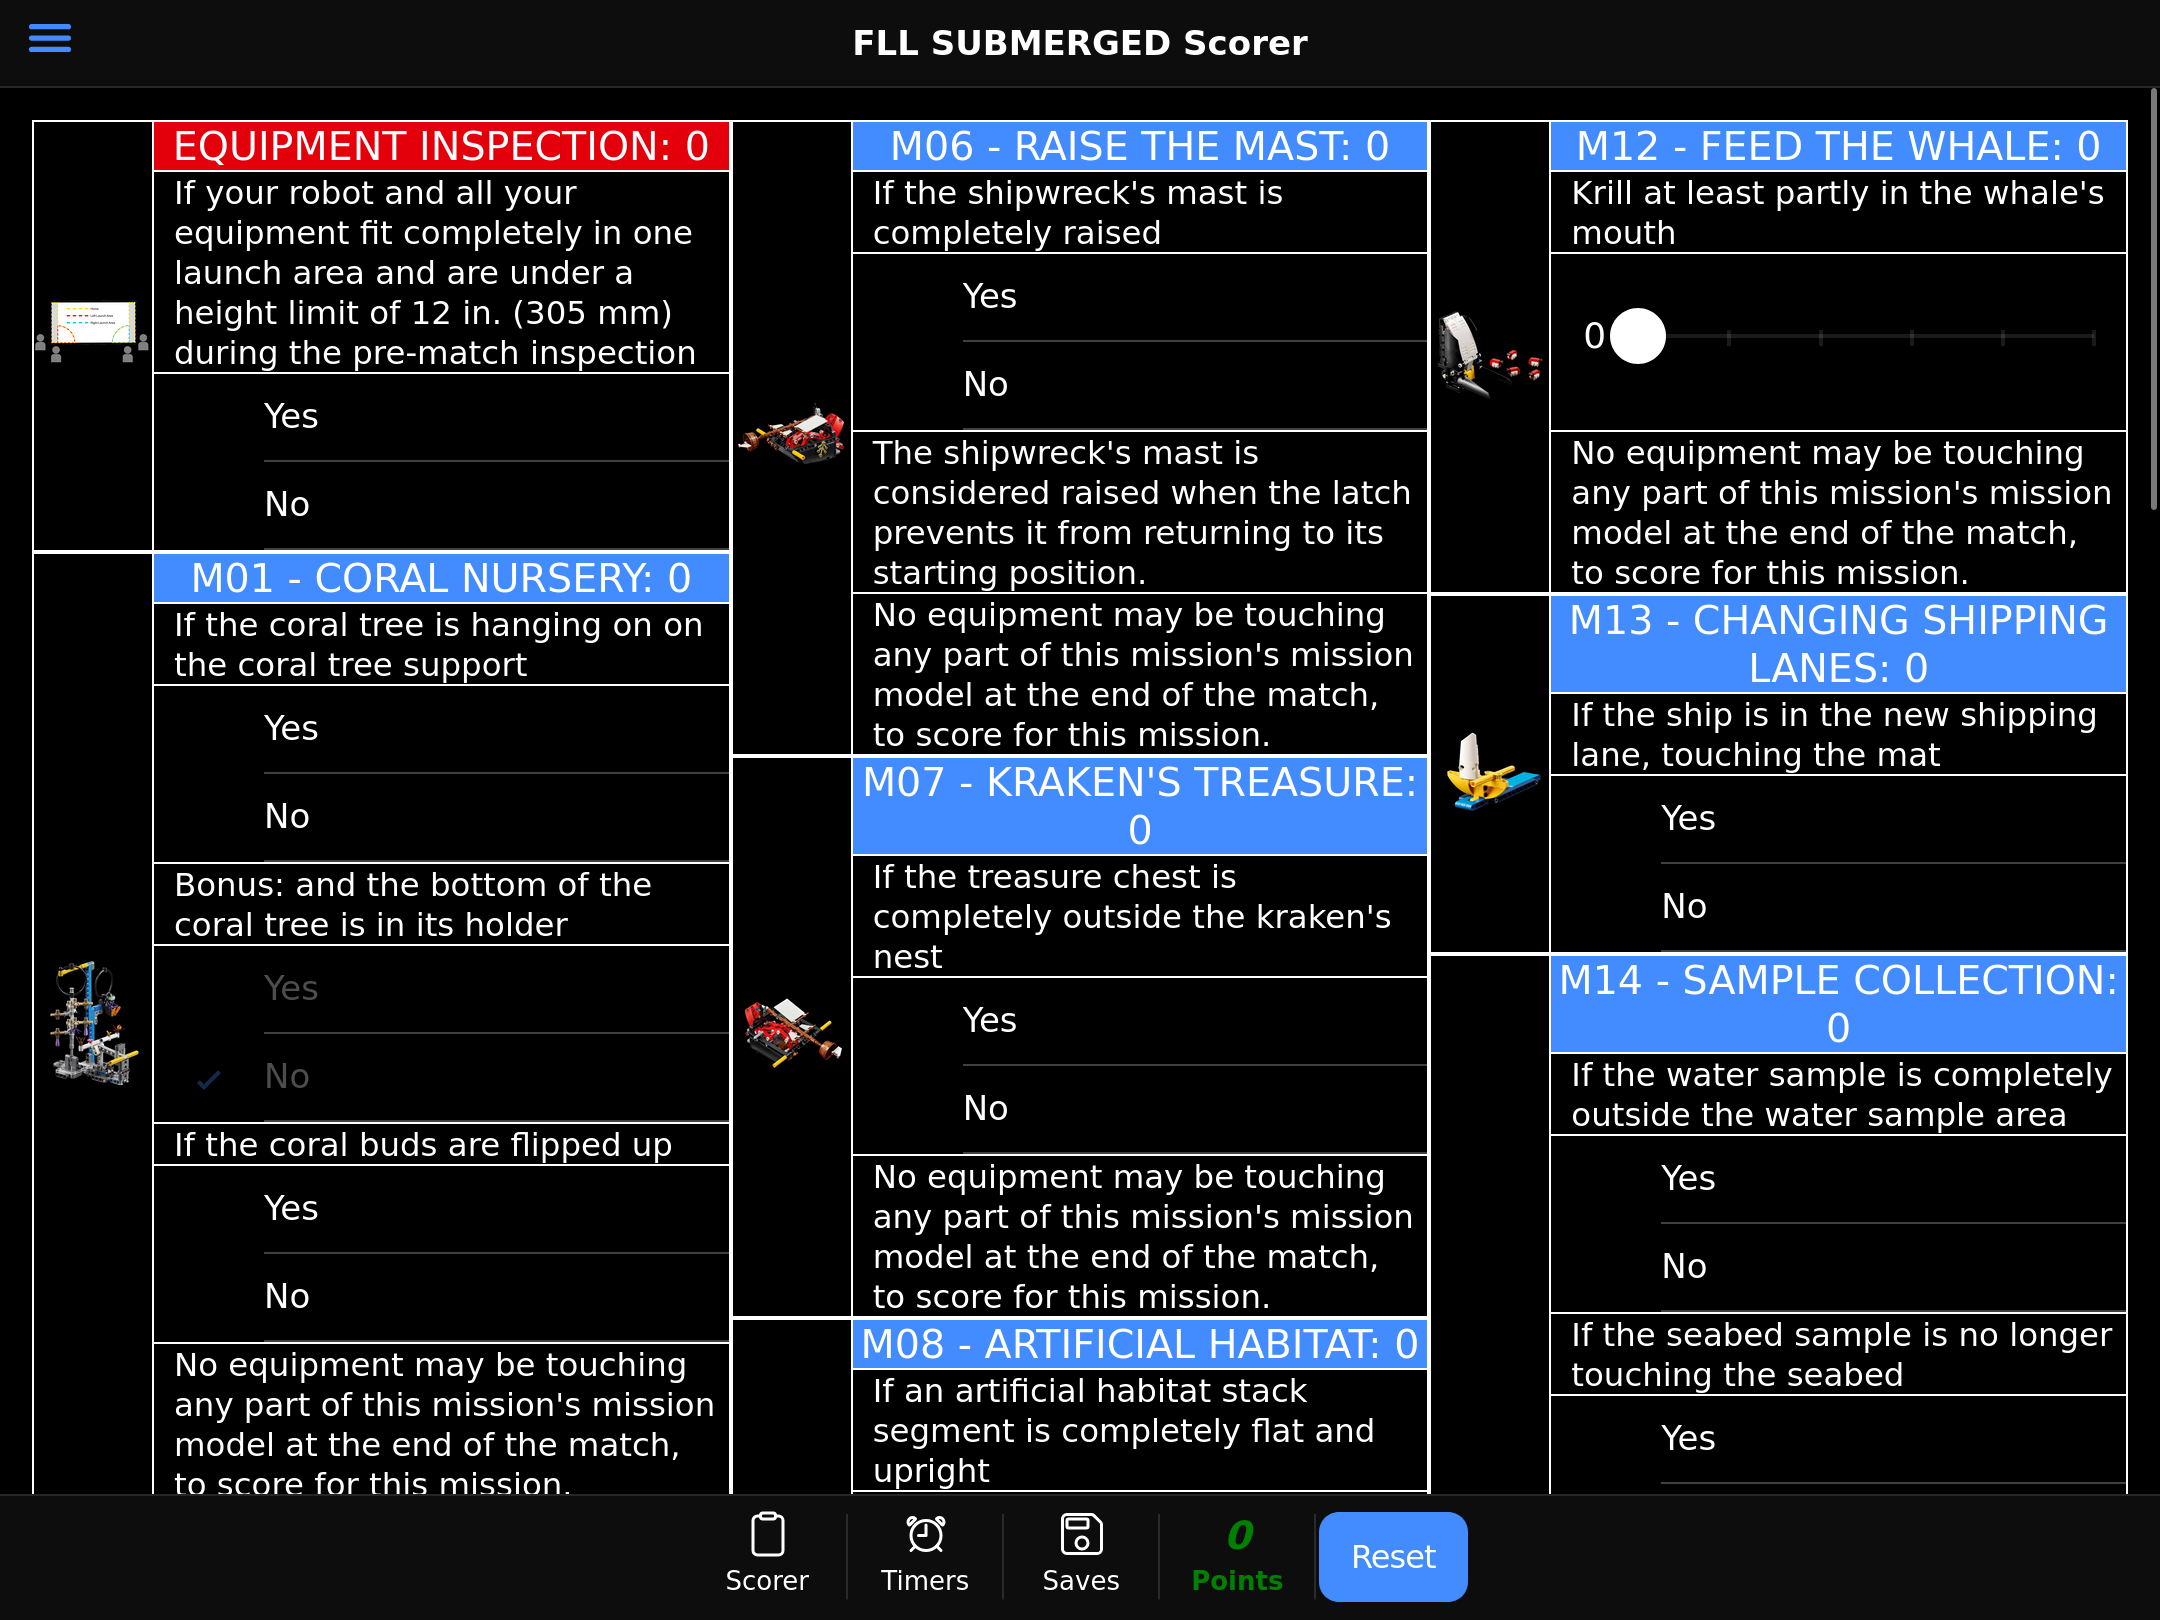 FLL SUBMERGED Scorer
EQUIPMENT INSPECTION: 0
If your robot and all your
equipment fit completely in one
launch area and are under a
height limit of 12 in. (305 mm)
during the pre-match inspection
Yes
No
M01 - CORAL NURSERY: 0
If the coral tree is hanging on on
the coral tree support
Yes
No
Bonus: and the bottom of the
coral tree is in its holder
Yes
No
If the coral buds are flipped up
Yes
No
No equipment may be touching
any part of this mission's mission
model at the end of the match,
to score for this mission.
M06 - RAISE THE MAST: 0
If the shipwreck's mast is
completely raised
Yes
No
The shipwreck's mast is
considered raised when the latch
prevents it from returning to its
starting position.
No equipment may be touching
any part of this mission's mission
model at the end of the match,
to score for this mission.
M07 - KRAKEN'S TREASURE:
0
If the treasure chest is
completely outside the kraken's
nest
Yes
No
No equipment may be touching
any part of this mission's mission
model at the end of the match,
to score for this mission.
M08 - ARTIFICIAL HABITAT: 0
If an artificial habitat stack
segment is completely flat and
upright
M12 - FEED THE WHALE: 0
Krill at least partly in the whale's
mouth
0
No equipment may be touching
any part of this mission's mission
model at the end of the match,
to score for this mission.
M13 - CHANGING SHIPPING
LANES: 0
If the ship is in the new shipping
lane, touching the mat
Yes
No
M14 - SAMPLE COLLECTION:
0
If the water sample is completely
outside the water sample area
Yes
No
If the seabed sample is no longer
touching the seabed
Yes
Scorer
Timers
Saves
0
Points
Reset